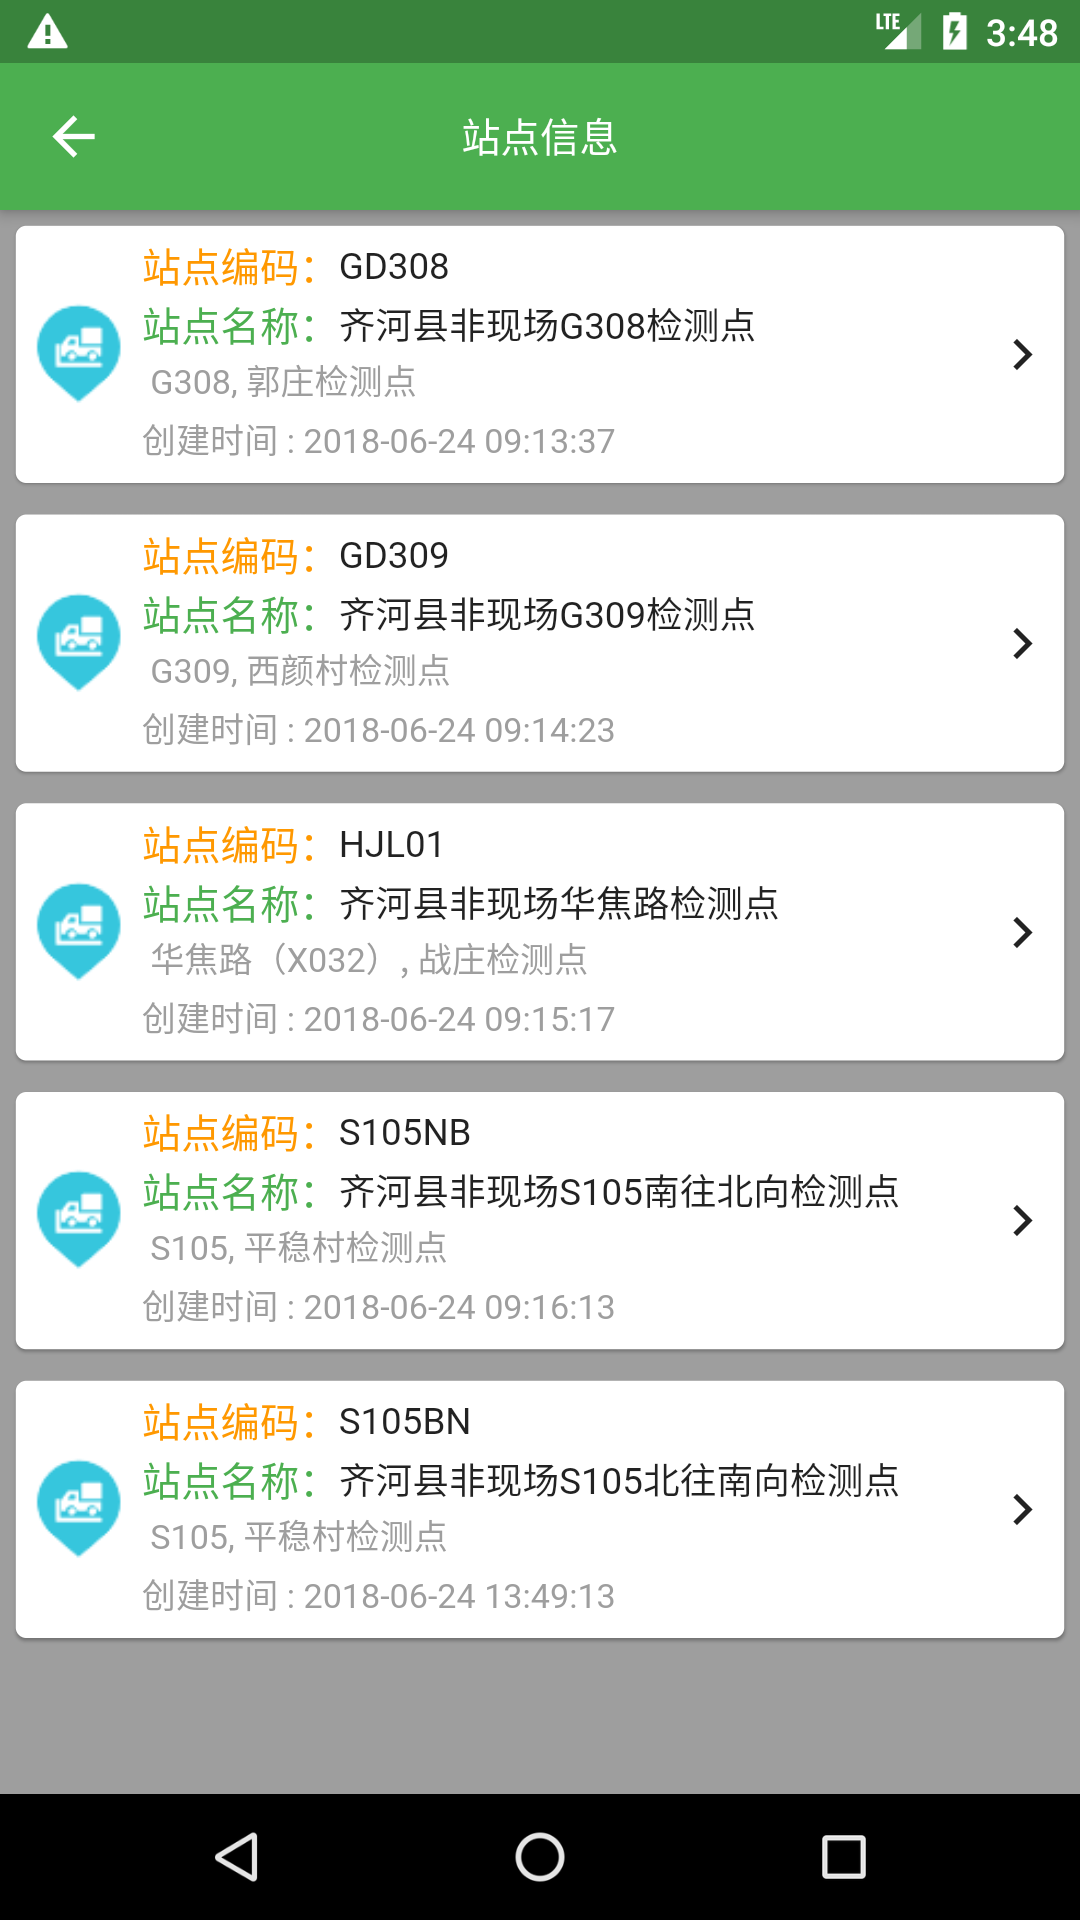 LTE 3:48
站点信息
站点编码：GD308
站点名称：齐河县非现场G308检测点
G308, 郭庄检测点
创建时间 : 2018-06-24 09:13:37
站点编码：GD309
站点名称：齐河县非现场G309检测点
G309, 西颜村检测点
创建时间 : 2018-06-24 09:14:23
站点编码：HJL01
站点名称：齐河县非现场华焦路检测点
华焦路（X032）, 战庄检测点
创建时间 : 2018-06-24 09:15:17
站点编码：S105NB
站点名称：齐河县非现场S105南往北向检测点
S105, 平稳村检测点
创建时间 : 2018-06-24 09:16:13
站点编码：S105BN
站点名称：齐河县非现场S105北往南向检测点
S105, 平稳村检测点
创建时间 : 2018-06-24 13:49:13